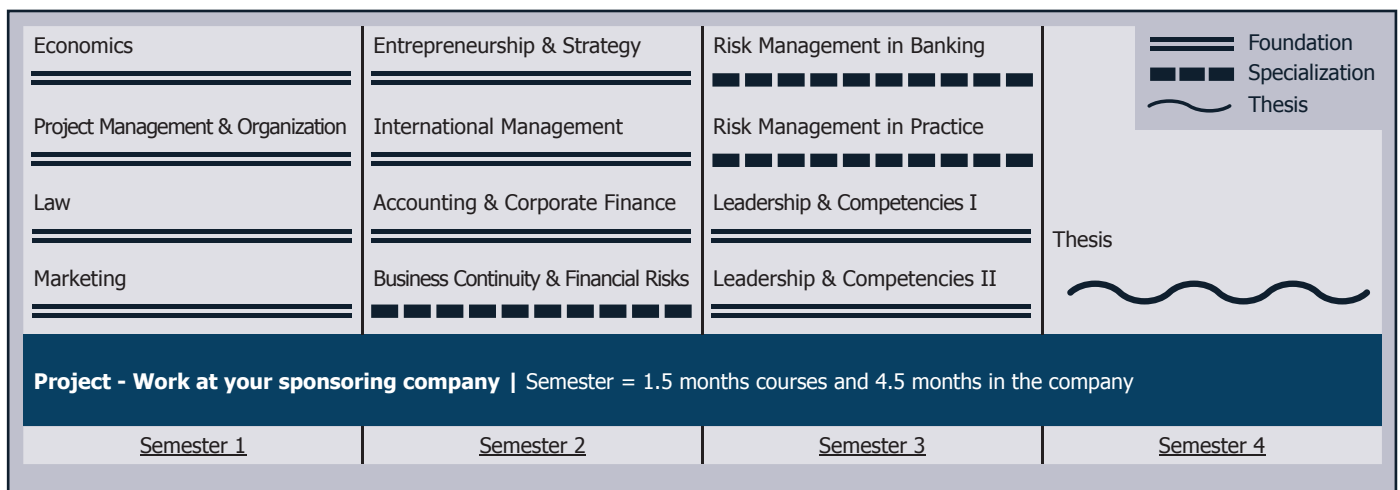 Economics
Project Management & Organization
Law
Marketing
Entrepreneurship & Strategy
International Management
Accounting & Corporate Finance
Business Continuity & Financial Risks
Risk Management in Banking
Risk Management in Practice
Leadership & Competencies I
Leadership & Competencies II
Foundation
Specialization
Thesis
Thesis
Project - Work at your sponsoring company | Semester = 1.5 months courses and 4.5 months in the company
Semester 1
Semester 2
Semester 3
Semester 4